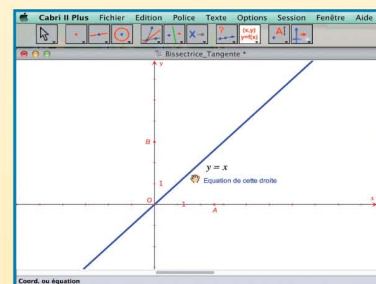 Cabri II Plus Fichier Edition Police Texte Options Session Fenêtre Aide
(x,y)
y=f(x)
A
Bissectrice_Tangente *
y
B
y = x
Equation de cette droite
1
O 1 A x
Coord. ou équation